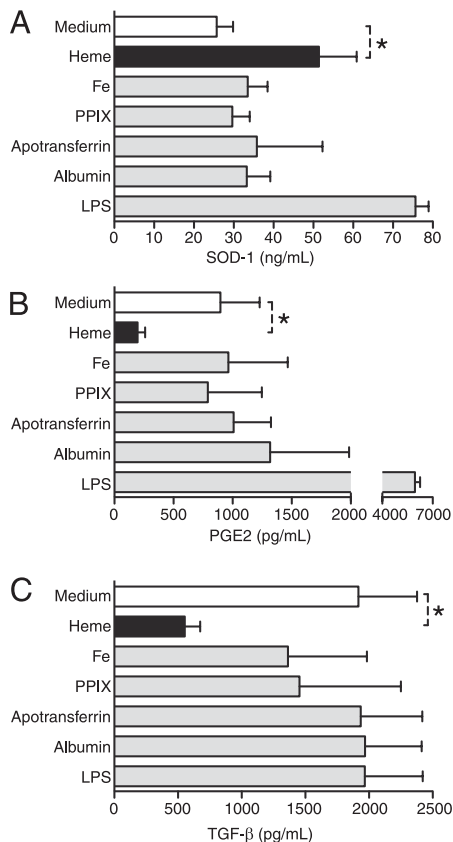 A
Medium
Heme
*
Fe
PPIX
Apotransferrin
Albumin
LPS
0 10 20 30 40 50 60 70 80
SOD-1 (ng/mL)
B
Medium
Heme
*
Fe
PPIX
Apotransferrin
Albumin
LPS
0 500 1000 1500 2000 4000 7000
PGE2 (pg/mL)
C
Medium
Heme
*
Fe
PPIX
Apotransferrin
Albumin
LPS
0 500 1000 1500 2000 2500
TGF-β (pg/mL)